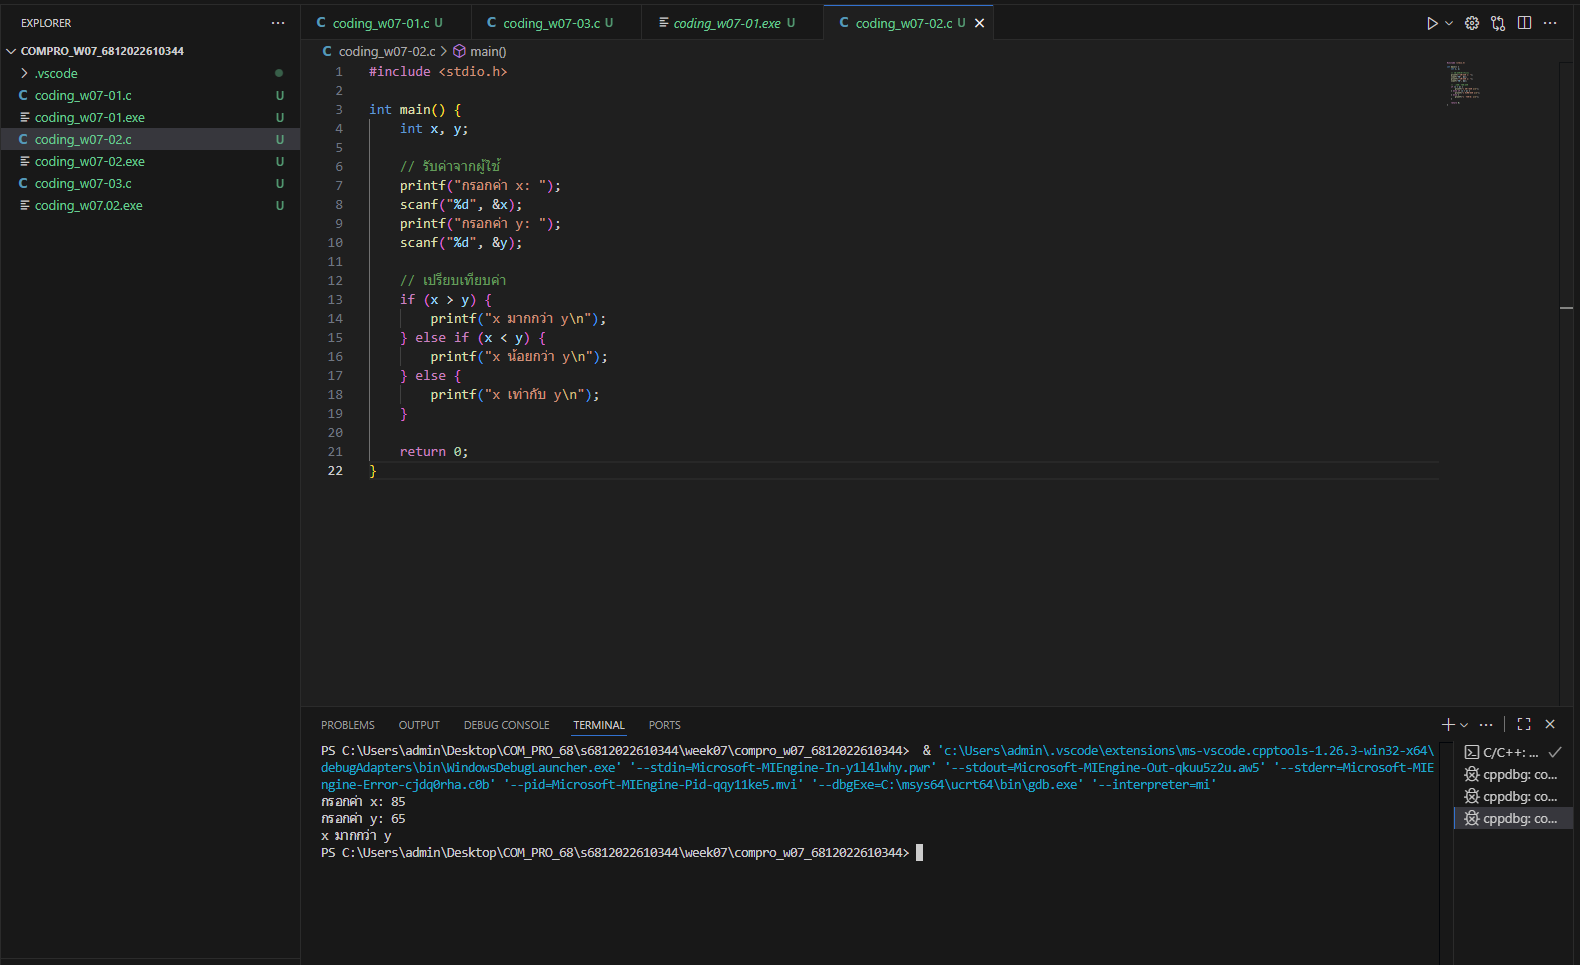 EXPLORER
COMPRO_W07_6812022610344
.vscode
coding_w07-01.c U
coding_w07-01.exe U
coding_w07-02.c U
coding_w07-02.exe U
coding_w07-03.c U
coding_w07.02.exe U
C coding_w07-01.c U C coding_w07-03.c U coding_w07-01.exe U C coding_w07-02.c U
C coding_w07-02.c > main()
1 #include <stdio.h>
2
3 int main() {
4 int x, y;
5
6 // รับค่าจากผู้ใช้
7 printf("กรอกค่า x: ");
8 scanf("%d", &x);
9 printf("กรอกค่า y: ");
10 scanf("%d", &y);
11
12 // เปรียบเทียบค่า
13 if (x > y) {
14 printf("x มากกว่า y\n");
15 } else if (x < y) {
16 printf("x น้อยกว่า y\n");
17 } else {
18 printf("x เท่ากับ y\n");
19 }
20
21 return 0;
22 }
PROBLEMS OUTPUT DEBUG CONSOLE TERMINAL PORTS
PS C:\Users\admin\Desktop\COM_PRO_68\s6812022610344\week07\compro_w07_6812022610344> & 'c:\Users\admin\.vscode\extensions\ms-vscode.cpptools-1.26.3-win32-x64\
debugAdapters\bin\WindowsDebugLauncher.exe' '--stdin=Microsoft-MIEngine-In-y1l4lwhy.pwr' '--stdout=Microsoft-MIEngine-Out-qkuu5z2u.aw5' '--stderr=Microsoft-MIE
ngine-Error-cjdq0rha.c0b' '--pid=Microsoft-MIEngine-Pid-qqy11ke5.mvi' '--dbgExe=C:\msys64\ucrt64\bin\gdb.exe' '--interpreter=mi'
กรอกค่า x: 85
กรอกค่า y: 65
x มากกว่า y
PS C:\Users\admin\Desktop\COM_PRO_68\s6812022610344\week07\compro_w07_6812022610344>
C/C++: ...
cppdbg: co...
cppdbg: co...
cppdbg: co...